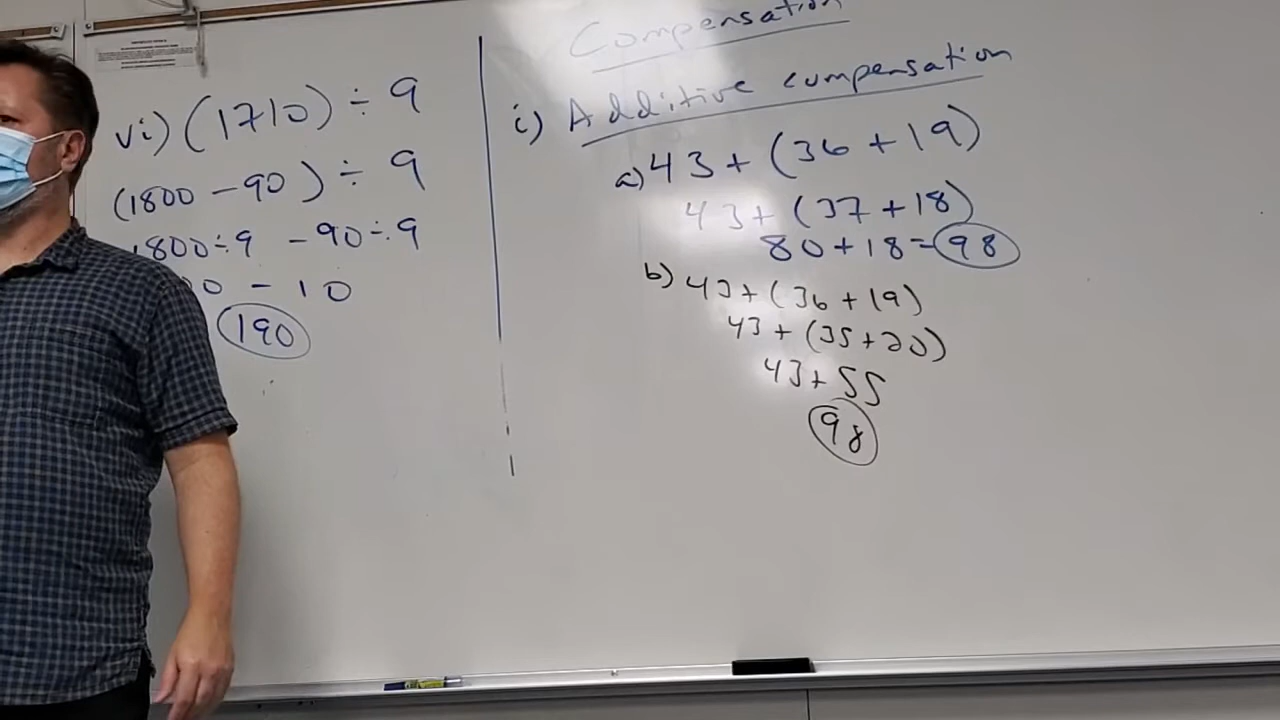 vi) (1710) ÷ 9
(1800 - 90) ÷ 9
1800÷9 - 90÷9
00 - 10
190
Compensation
i) Additive compensation
a) 43 + (36 + 19)
43 + (37 + 18)
80 + 18 = 98
b) 43 + (36 + 19)
43 + (35 + 20)
43 + 55
98